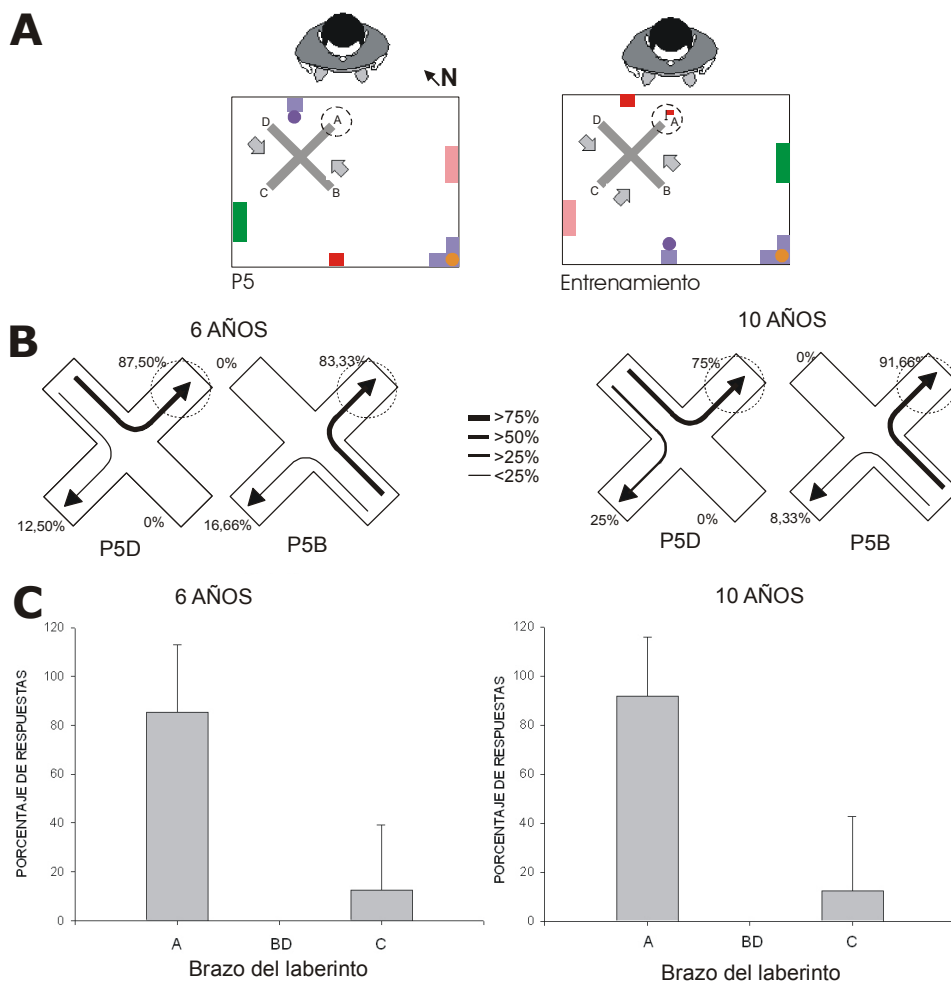 A
N
D
A
C
B
P5
D
A
C
B
Entrenamiento
B
6 AÑOS
10 AÑOS
87,50%
0%
83,33%
12,50%
0%
16,66%
P5D
P5B
>75%
>50%
>25%
<25%
75%
0%
91,66%
25%
0%
8,33%
P5D
P5B
C
6 AÑOS
PORCENTAJE DE RESPUESTAS
120
100
80
60
40
20
0
A
BD
C
Brazo del laberinto
10 AÑOS
PORCENTAJE DE RESPUESTAS
120
100
80
60
40
20
0
A
BD
C
Brazo del laberinto